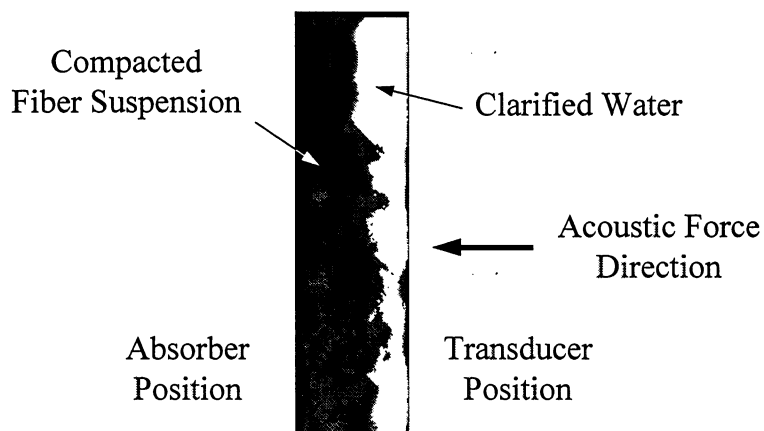 Compacted
Fiber Suspension
Clarified Water
Acoustic Force
Direction
Absorber
Position
Transducer
Position